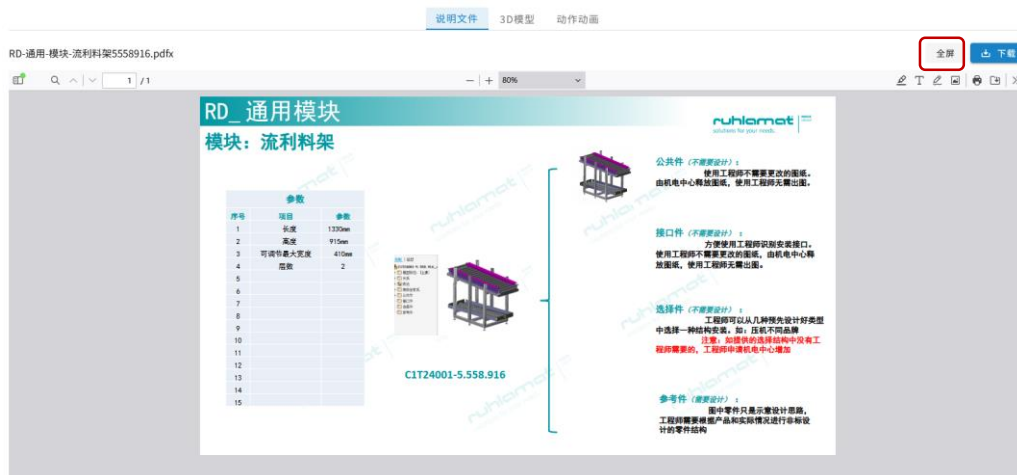 说明文件 3D模型 动作动画
RD-通用-模块-流利料架5558916.pdfx
全屏 下载
1 /1
80%
RD_通用模块
模块：流利料架
ruhlamat
solutions for your needs.
参数
序号 项目 参数
1 长度 1330mm
2 高度 915mm
3 可调节最大宽度 410mm
4 层数 2
5
6
7
8
9
10
11
12
13
14
15
C1T24001-5.558.916
公共件（不需要设计）：
使用工程师不需要更改的图纸。
由机电中心释放图纸，使用工程师无需出图。
接口件（不需要设计）：
方便使用工程师识别安装接口。
使用工程师不需要更改的图纸，由机电中心释
放图纸，使用工程师无需出图。
选择件（不需要设计）：
工程师可以从几种预先设计好类型
中选择一种结构安装。如：压机不同品牌
注意：如提供的选择结构中没有工
程师需要的，工程师申请机电中心增加
参考件（需要设计）：
图中零件只是示意设计思路，
工程师需要根据产品和实际情况进行非标设
计的零件结构